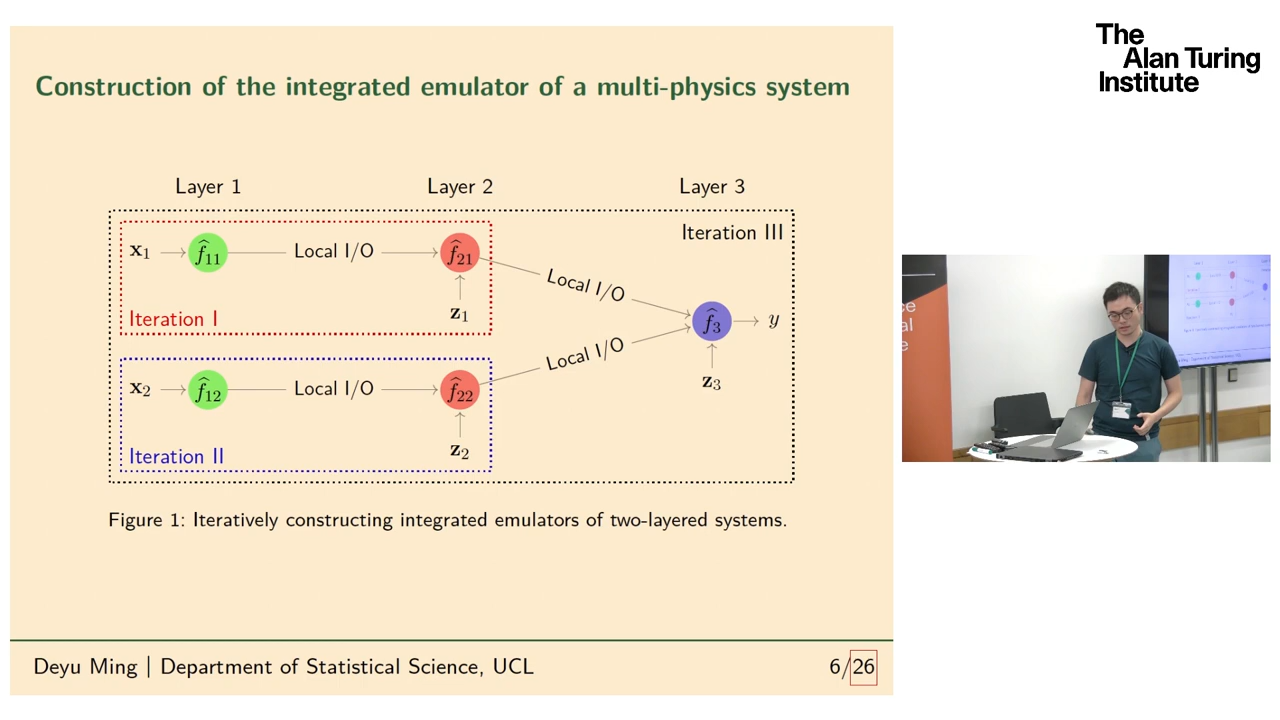 The
Alan Turing
Institute
Construction of the integrated emulator of a multi-physics system
Layer 1
Layer 2
Layer 3
Iteration III
x₁
f̂₁₁
Local I/O
f̂₂₁
z₁
Iteration I
Local I/O
Local I/O
f̂₃
y
z₃
x₂
f̂₁₂
Local I/O
f̂₂₂
z₂
Iteration II
Figure 1: Iteratively constructing integrated emulators of two-layered systems.
Deyu Ming | Department of Statistical Science, UCL
6/26
ce
al
e